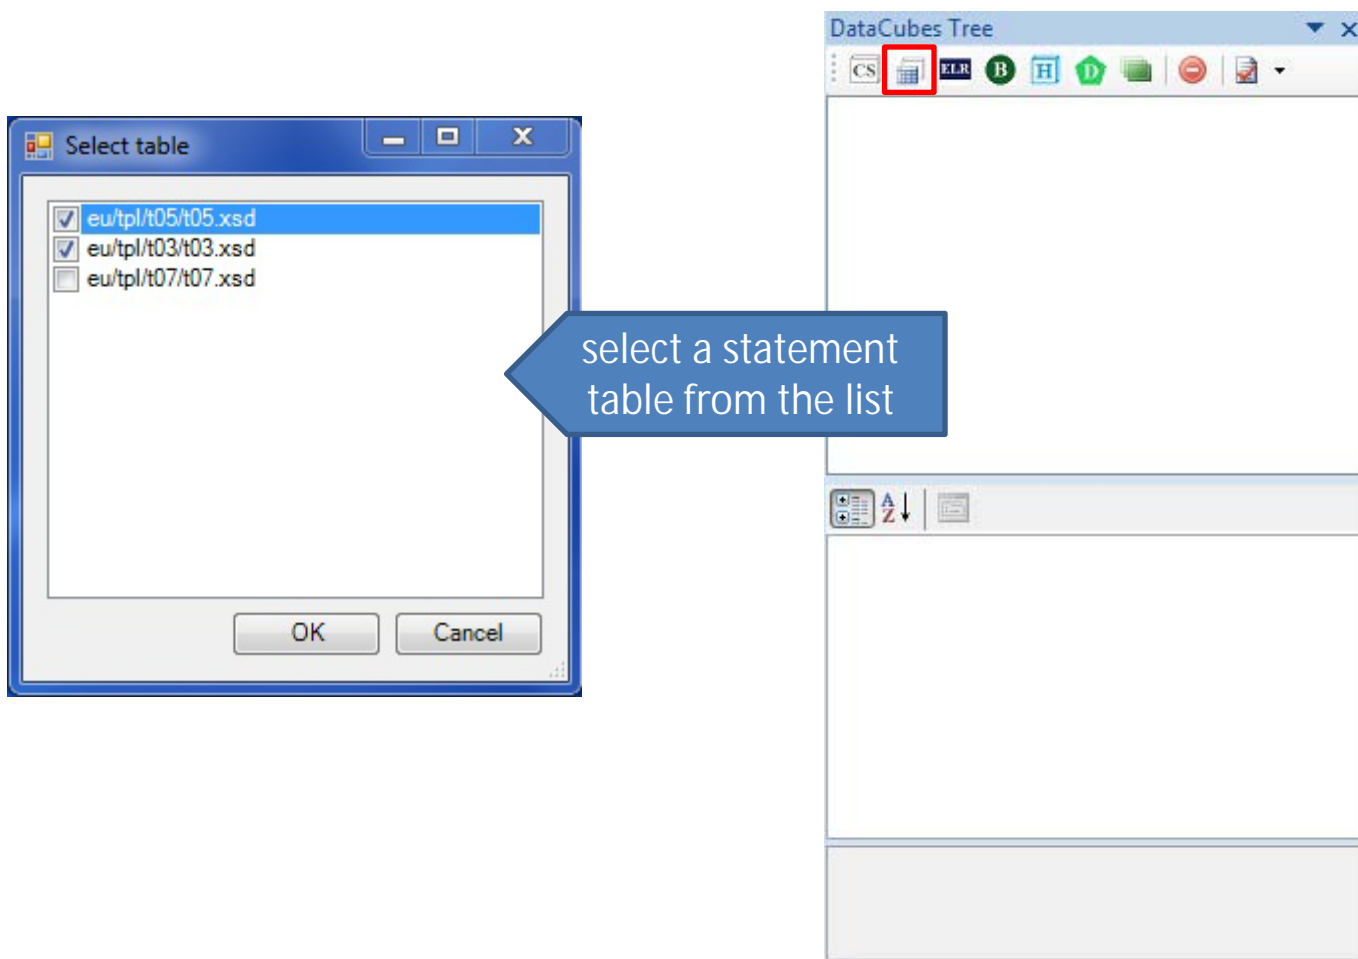 DataCubes Tree
CS ELR B H D
Select table
eu/tpl/t05/t05.xsd
eu/tpl/t03/t03.xsd
eu/tpl/t07/t07.xsd
select a statement
table from the list
A
Z
OK Cancel